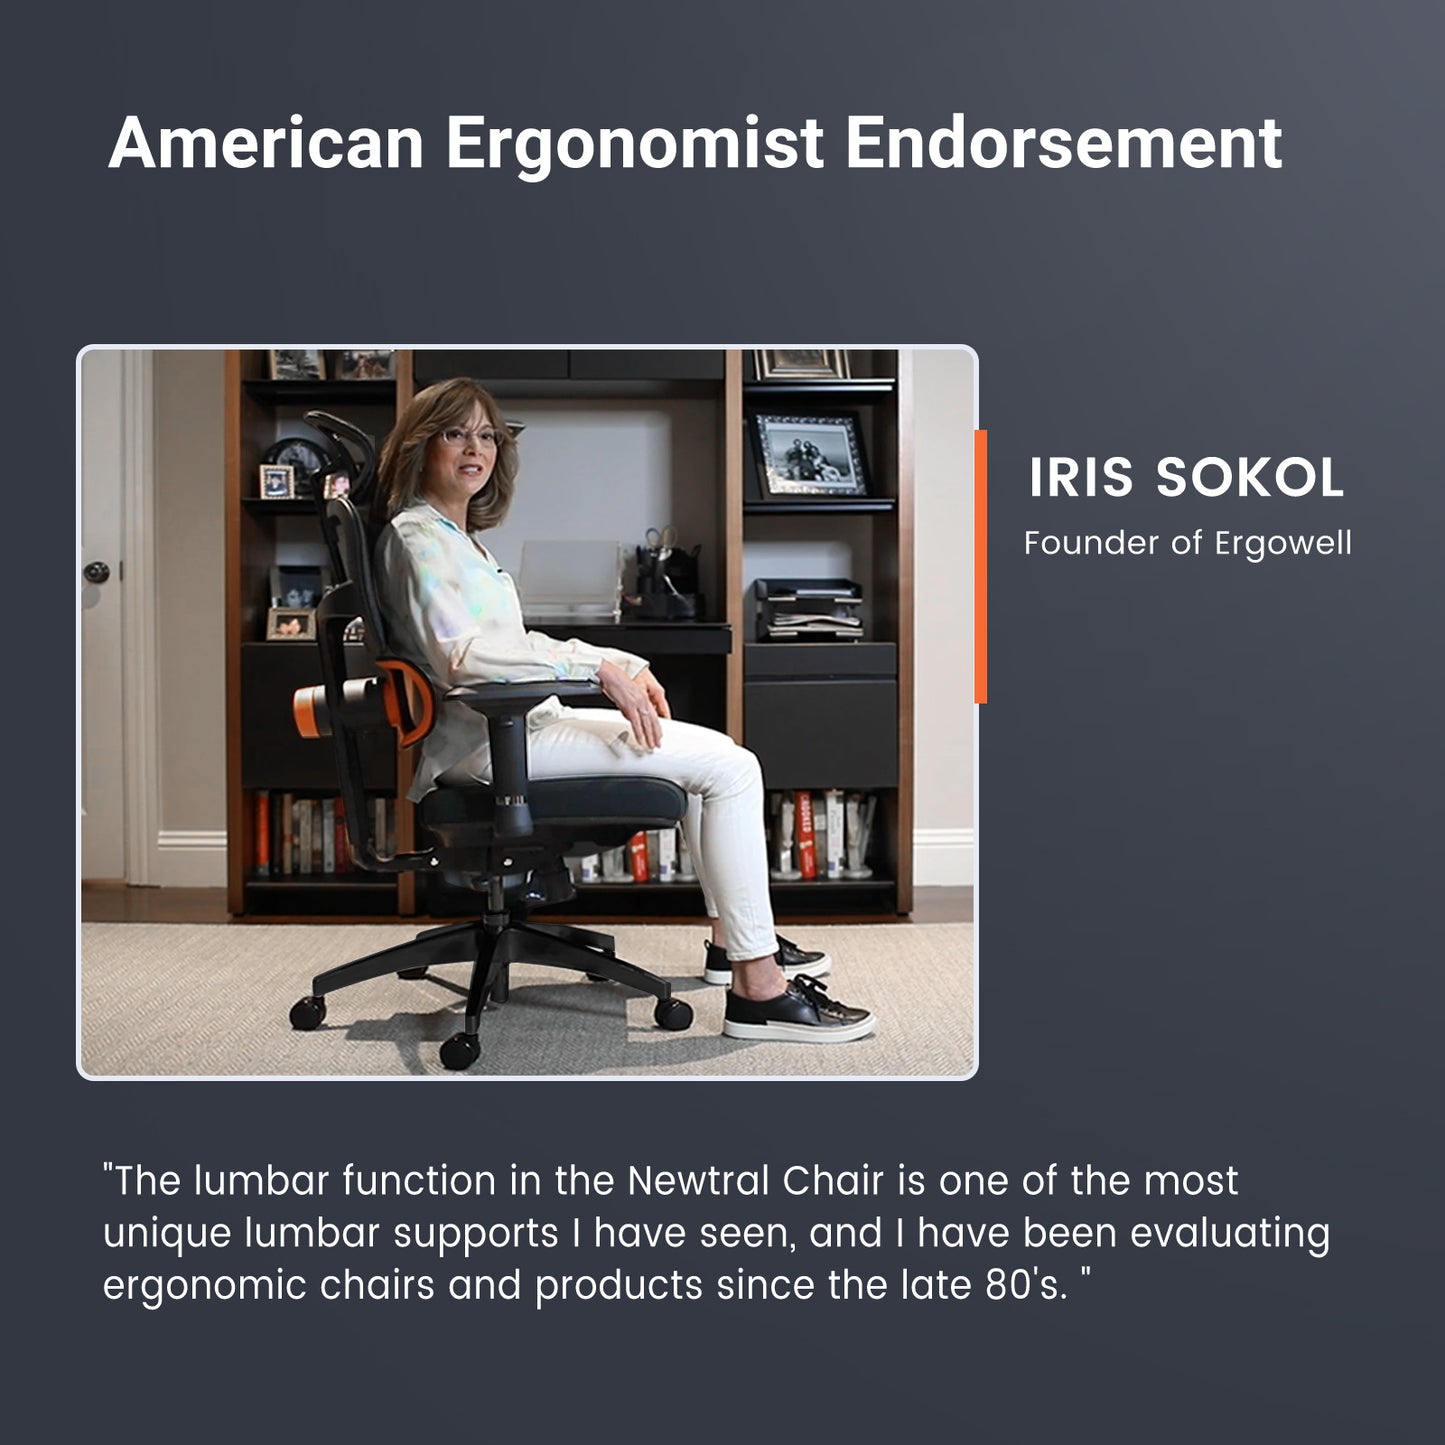 American Ergonomist Endorsement
IRIS SOKOL
Founder of Ergowell
CROOKED
"The lumbar function in the Newtral Chair is one of the most
unique lumbar supports I have seen, and I have been evaluating
ergonomic chairs and products since the late 80's. "